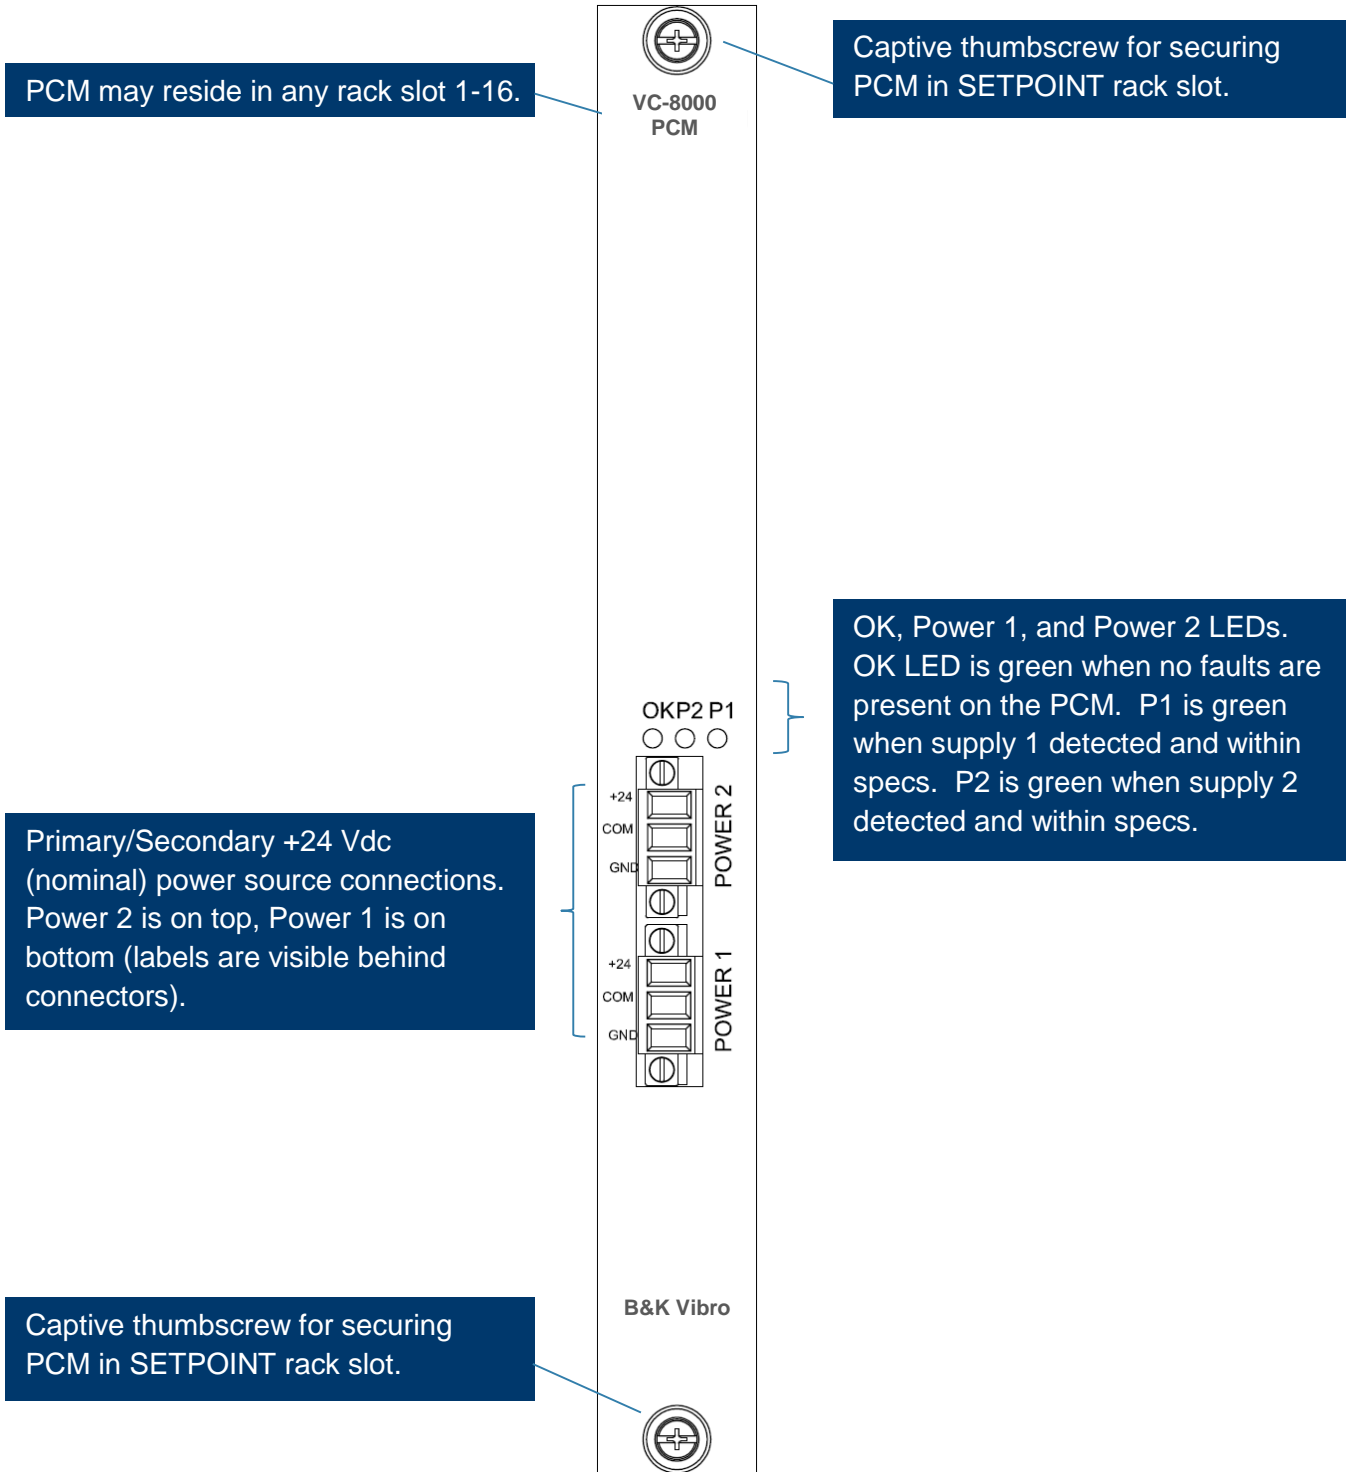 PCM may reside in any rack slot 1-16.
Captive thumbscrew for securing
PCM in SETPOINT rack slot.
VC-8000
PCM
OK, Power 1, and Power 2 LEDs.
OK LED is green when no faults are
present on the PCM.  P1 is green
when supply 1 detected and within
specs.  P2 is green when supply 2
detected and within specs.
OK P2 P1
+24
COM
GND
POWER 2
Primary/Secondary +24 Vdc
(nominal) power source connections.
Power 2 is on top, Power 1 is on
bottom (labels are visible behind
connectors).
+24
COM
GND
POWER 1
B&K Vibro
Captive thumbscrew for securing
PCM in SETPOINT rack slot.